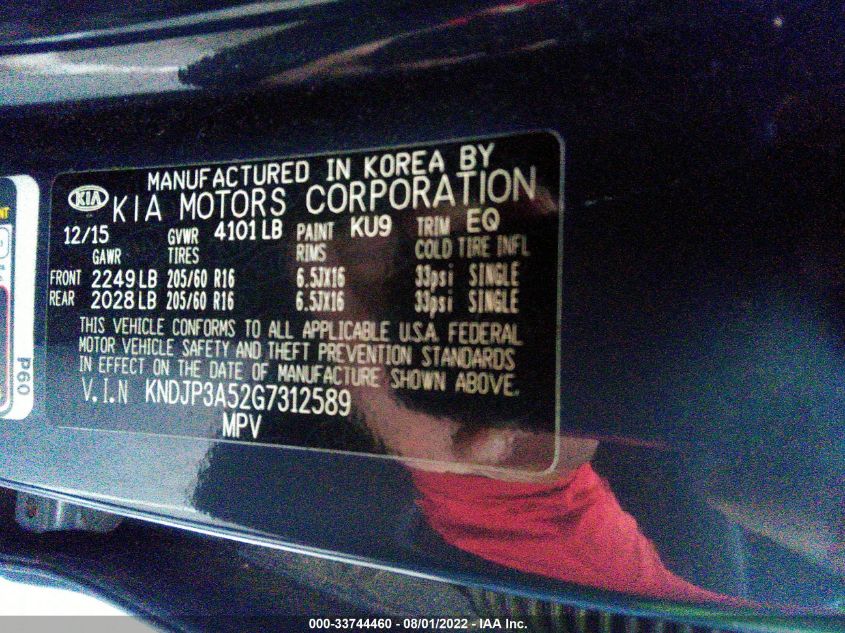 MANUFACTURED IN KOREA BY
KIA KIA MOTORS CORPORATION
12/15 GVWR 4101 LB PAINT KU9 TRIM EQ
GAWR TIRES RIMS COLD TIRE INFL
FRONT 2249 LB 205/60 R16 6.5JX16 33psi SINGLE
REAR 2028 LB 205/60 R16 6.5JX16 33psi SINGLE
THIS VEHICLE CONFORMS TO ALL APPLICABLE U.S.A. FEDERAL
MOTOR VEHICLE SAFETY AND THEFT PREVENTION STANDARDS
IN EFFECT ON THE DATE OF MANUFACTURE SHOWN ABOVE.
V.I.N KNDJP3A52G7312589
MPV
p60
000-33744460 - 08/01/2022 - IAA Inc.